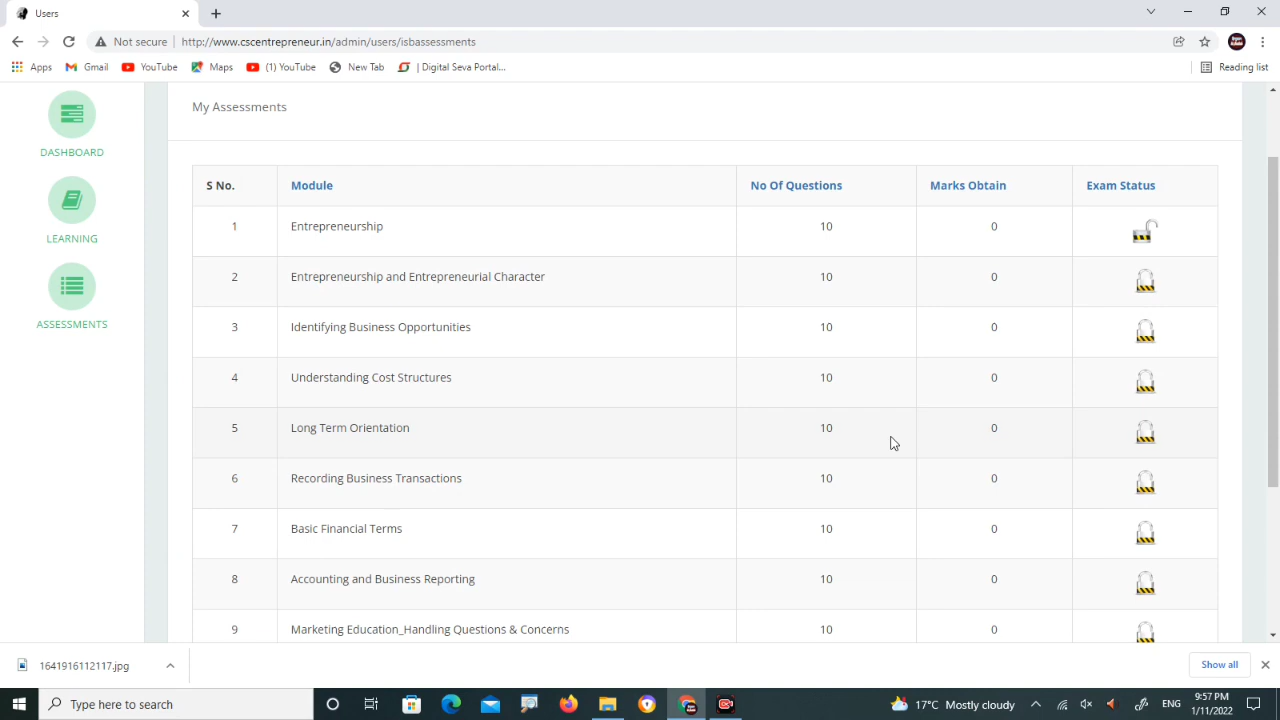 Users
Not secure
http://www.cscentrepreneur.in/admin/users/isbassessments
Apps
Gmail
YouTube
Maps
(1) YouTube
New Tab
| Digital Seva Portal...
Reading list
DASHBOARD
LEARNING
ASSESSMENTS
My Assessments
S No. Module No Of Questions Marks Obtain Exam Status
1 Entrepreneurship 10 0
2 Entrepreneurship and Entrepreneurial Character 10 0
3 Identifying Business Opportunities 10 0
4 Understanding Cost Structures 10 0
5 Long Term Orientation 10 0
6 Recording Business Transactions 10 0
7 Basic Financial Terms 10 0
8 Accounting and Business Reporting 10 0
9 Marketing Education_Handling Questions & Concerns 10 0
1641916112117.jpg
Show all
Type here to search
17°C Mostly cloudy
ENG
9:57 PM
1/11/2022